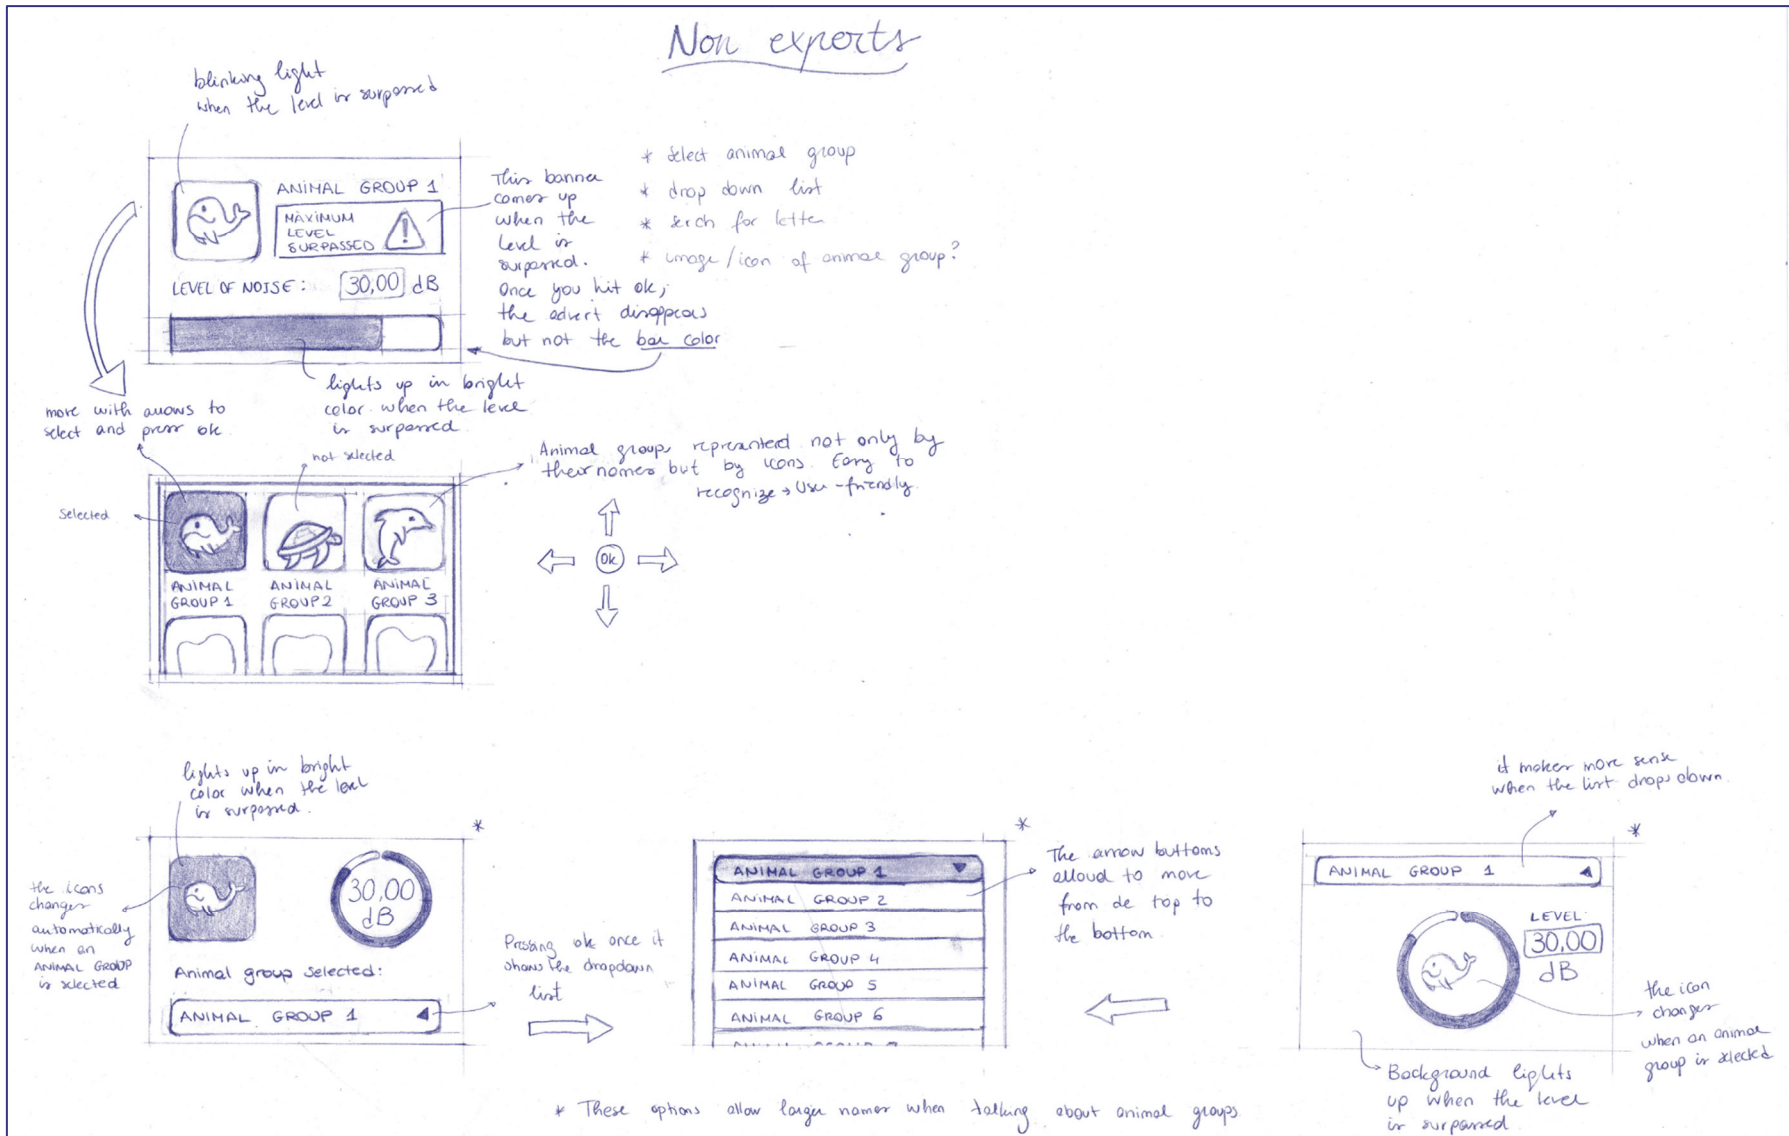 Non experts
blinking light
when the level is surpassed
ANIMAL GROUP 1
MAXIMUM
LEVEL
SURPASSED
LEVEL OF NOISE: 30,00 dB
This banner
comes up
when the
level is
surpassed.
Once you hit ok,
the advert disappears
but not the bar color
* select animal group
* drop down list
* serch for letter
* image/icon of animal group?
lights up in bright
color when the level
is surpassed.
move with arrows to
select and press ok
not selected
Selected
Animal groups represented not only by
their names but by icons. Easy to
recognize → User-friendly.
ANIMAL
GROUP 1
ANIMAL
GROUP 2
ANIMAL
GROUP 3
Ok
lights up in bright
color when the level
is surpassed.
*
the icons
changes
automatically
when an
ANIMAL GROUP
is selected
30,00
dB
Animal group selected:
ANIMAL GROUP 1
Pressing ok once it
shows the dropdown
list
*
ANIMAL GROUP 1
ANIMAL GROUP 2
ANIMAL GROUP 3
ANIMAL GROUP 4
ANIMAL GROUP 5
ANIMAL GROUP 6
The arrow buttoms
alloud to move
from de top to
the bottom.
it makes more sense
when the list drops down.
*
ANIMAL GROUP 1
LEVEL:
30,00
dB
the icon
changes
when an animal
group is selected
Background lights
up when the level
is surpassed
* These options allow larger names when talking about animal groups